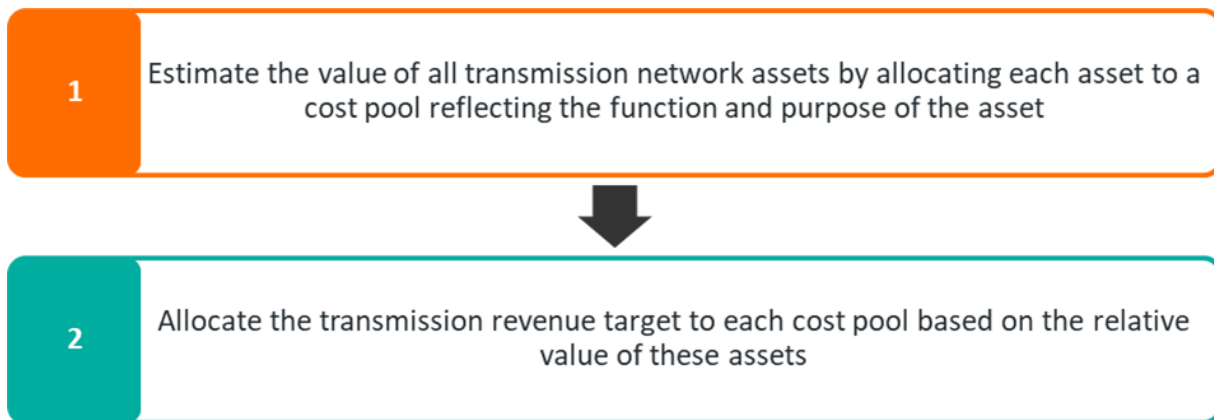 1
Estimate the value of all transmission network assets by allocating each asset to a
cost pool reflecting the function and purpose of the asset
2
Allocate the transmission revenue target to each cost pool based on the relative
value of these assets